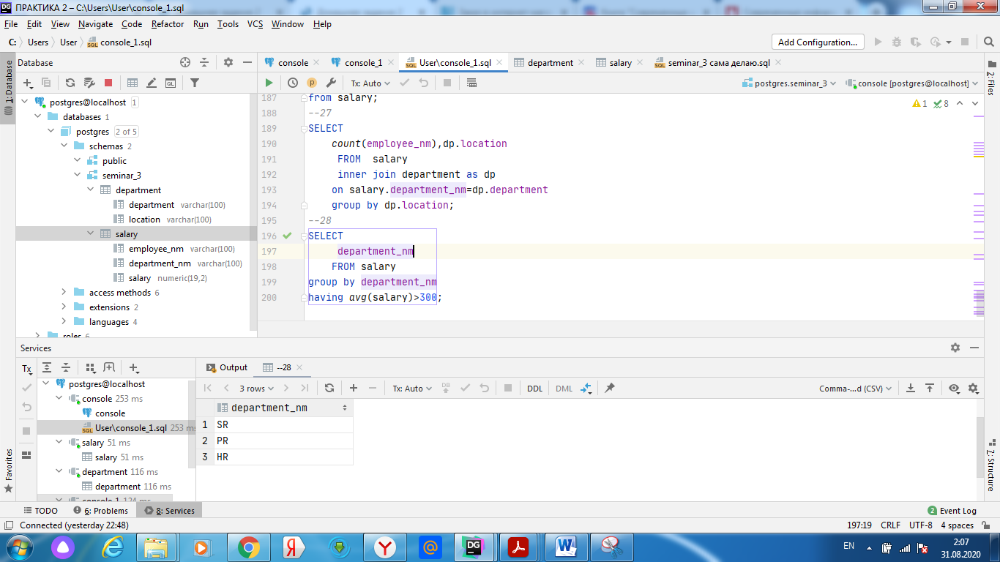 ПРАКТИКА 2 – C:\Users\User\console_1.sql
File Edit View Navigate Code Refactor Run Tools VCS Window Help
C: Users User console_1.sql
Add Configuration...
1: Database
Database
console
console_1
User\console_1.sql
department
salary
seminar_3 сама делаю.sql
2: Files
Tx: Auto
postgres.seminar_3
console [postgres@localhost]
postgres@localhost 1
databases 1
postgres 2 of 5
schemas 2
public
seminar_3
department
department varchar(100)
location varchar(100)
salary
employee_nm varchar(100)
department_nm varchar(100)
salary numeric(19,2)
access methods 6
extensions 2
languages 4
roles 6
1 8
187 from salary;
188 --27
189 SELECT
190 count(employee_nm),dp.location
191 FROM salary
192 inner join department as dp
193 on salary.department_nm=dp.department
194 group by dp.location;
195 --28
196 SELECT
197 department_nm
198 FROM salary
199 group by department_nm
200 having avg(salary)>300;
Services
Tx
postgres@localhost
console 253 ms
console
User\console_1.sql 253 ms
salary 51 ms
salary 51 ms
department 116 ms
department 116 ms
console_1 124 ms
Output
--28
3 rows
Tx: Auto
DB
DDL
DML
Comma-...d (CSV)
department_nm
1 SR
2 PR
3 HR
Favorites
7: Structure
TODO 6: Problems 8: Services
2 Event Log
Connected (yesterday 22:48)
197:19 CRLF UTF-8 4 spaces
EN
2:07
31.08.2020